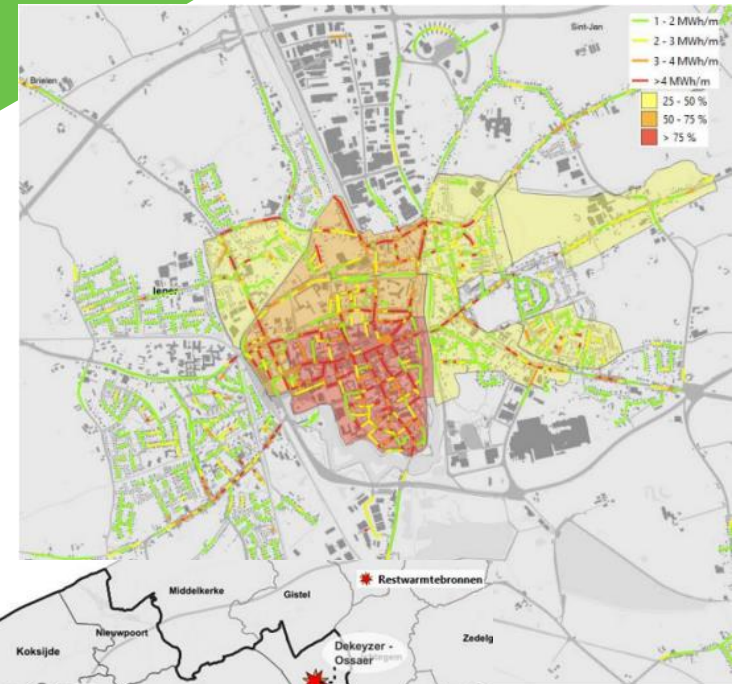 Sint-Jan
1 - 2 MWh/m
2 - 3 MWh/m
3 - 4 MWh/m
>4 MWh/m
25 - 50 %
50 - 75 %
> 75 %
Brielen
Ieper
Restwarmtebronnen
Middelkerke
Gistel
Nieuwpoort
Koksijde
Zedelg
Dekeyzer -
Ossaer